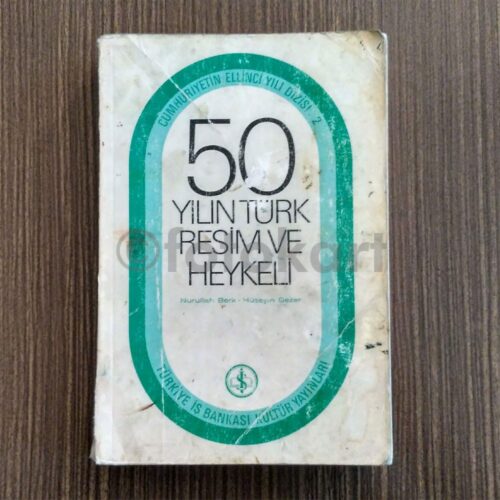 CUMHURİYETİN ELLİNCİ YILI DİZİSİ 2
50
YILIN TÜRK
RESİM VE
HEYKELİ
Nurullah Berk - Hüseyin Gezer
TÜRKİYE İŞ BANKASI KÜLTÜR YAYINLARI
©fotokart